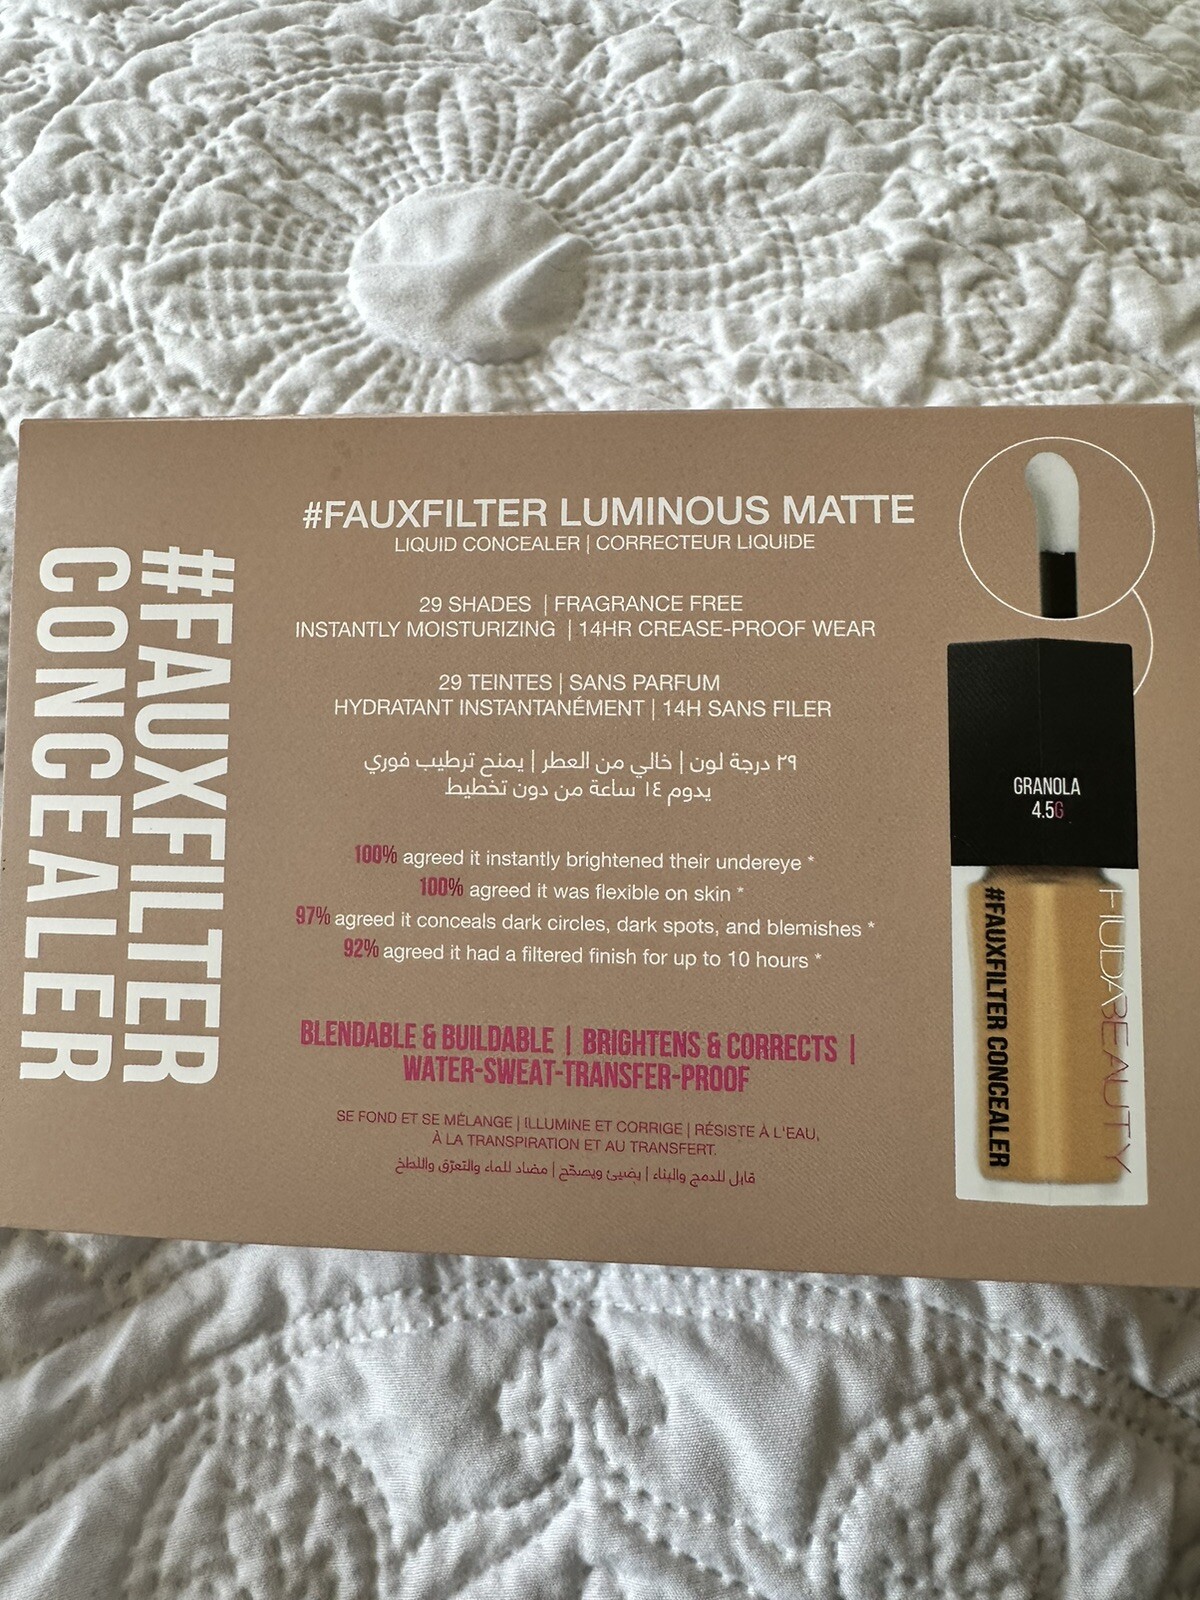 #FAUXFILTER
CONCEALER
#FAUXFILTER LUMINOUS MATTE
LIQUID CONCEALER | CORRECTEUR LIQUIDE
29 SHADES | FRAGRANCE FREE
INSTANTLY MOISTURIZING | 14HR CREASE-PROOF WEAR
29 TEINTES | SANS PARFUM
HYDRATANT INSTANTANÉMENT | 14H SANS FILER
٢٩ درجة لون | خالي من العطر | يمنح ترطيب فوري
يدوم ١٤ ساعة من دون تخطيط
100% agreed it instantly brightened their undereye *
100% agreed it was flexible on skin *
97% agreed it conceals dark circles, dark spots, and blemishes *
92% agreed it had a filtered finish for up to 10 hours *
BLENDABLE & BUILDABLE | BRIGHTENS & CORRECTS |
WATER-SWEAT-TRANSFER-PROOF
SE FOND ET SE MÉLANGE | ILLUMINE ET CORRIGE | RÉSISTE À L'EAU,
À LA TRANSPIRATION ET AU TRANSFERT.
قابل للدمج والبناء | يضيئ ويصحّح | مضاد للماء والتعرّق واللطخ
GRANOLA
4.5G
HUDABEAUTY
#FAUXFILTER CONCEALER